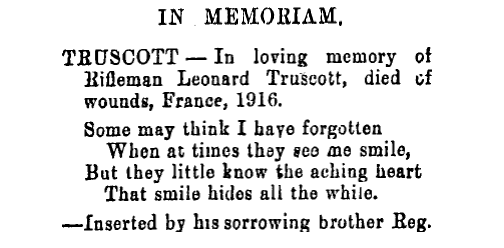 IN MEMORIAM.
TRUSCOTT — In loving memory of
Rifleman Leonard Truscott, died of
wounds, France, 1916.
Some may think I have forgotten
When at times they see me smile,
But they little know the aching heart
That smile hides all the while.
—Inserted by his sorrowing brother Reg.